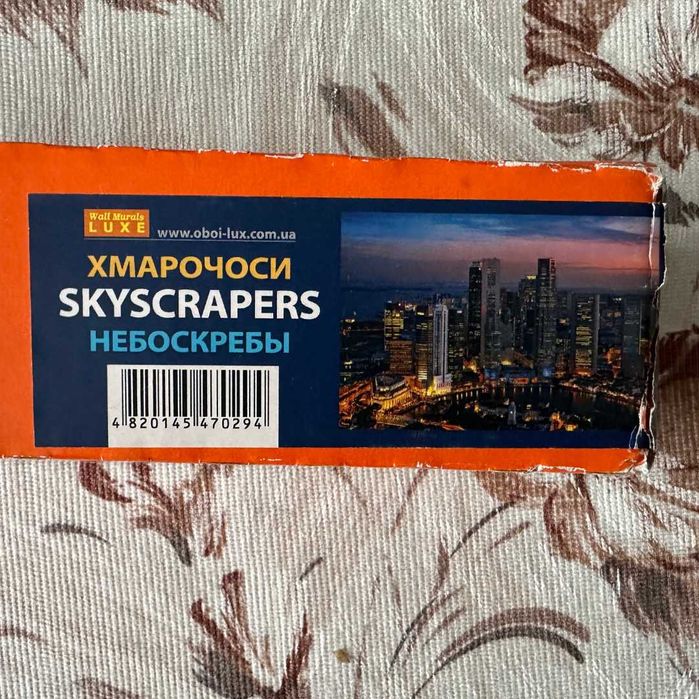 Wall Murals
LUXE
www.oboi-lux.com.ua
ХМАРОЧОСИ
SKYSCRAPERS
НЕБОСКРЕБЫ
4 820145 470294